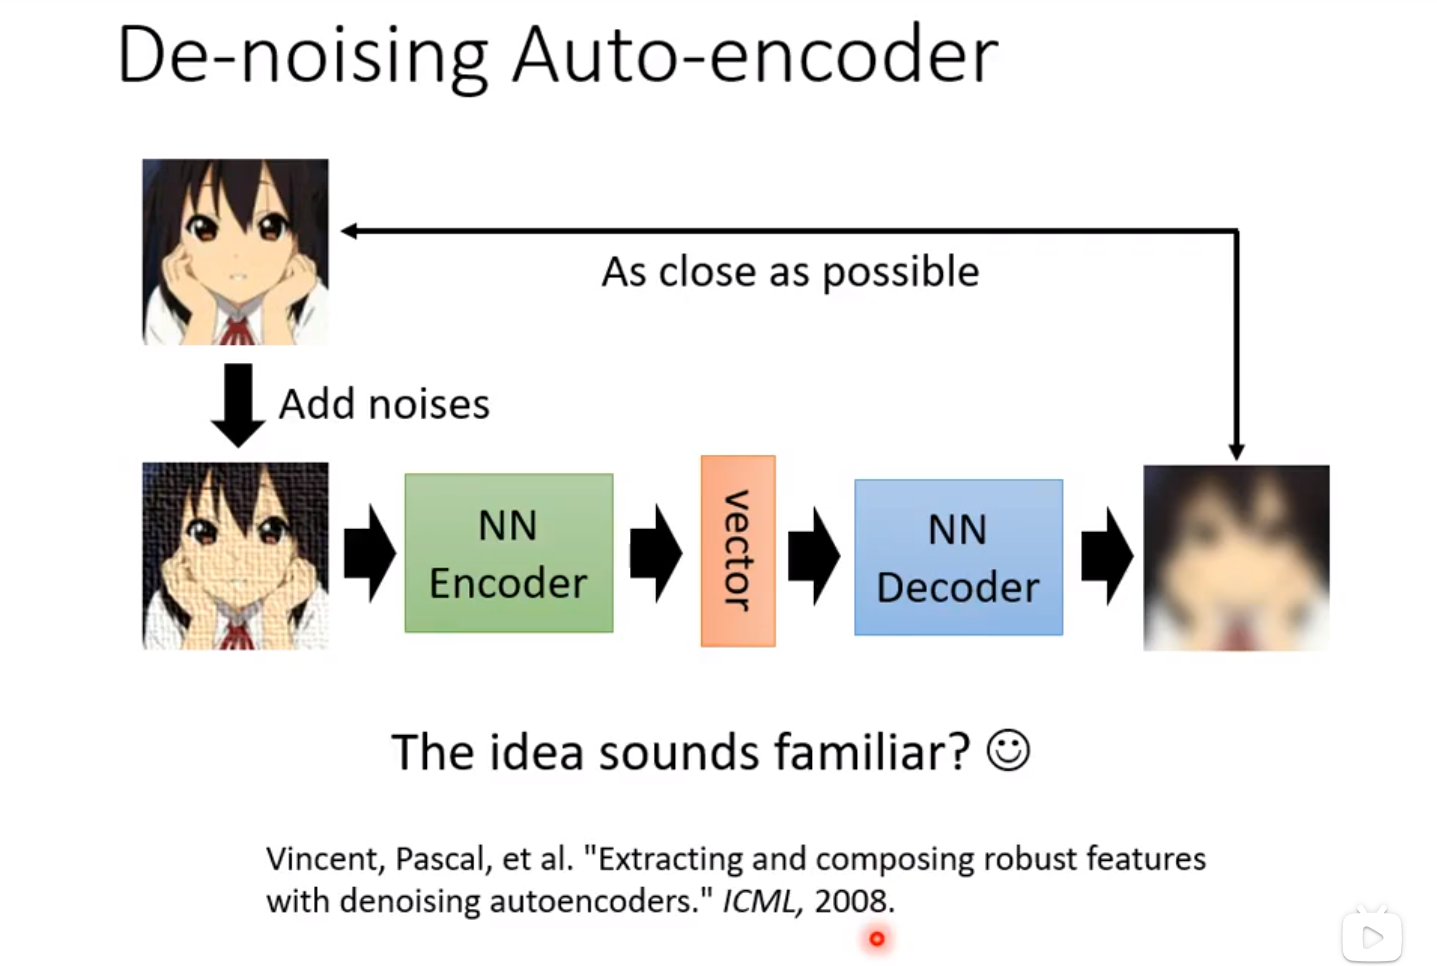 De-noising Auto-encoder
As close as possible
Add noises
NN
Encoder
vector
NN
Decoder
The idea sounds familiar? ☺
Vincent, Pascal, et al. "Extracting and composing robust features
with denoising autoencoders." ICML, 2008.